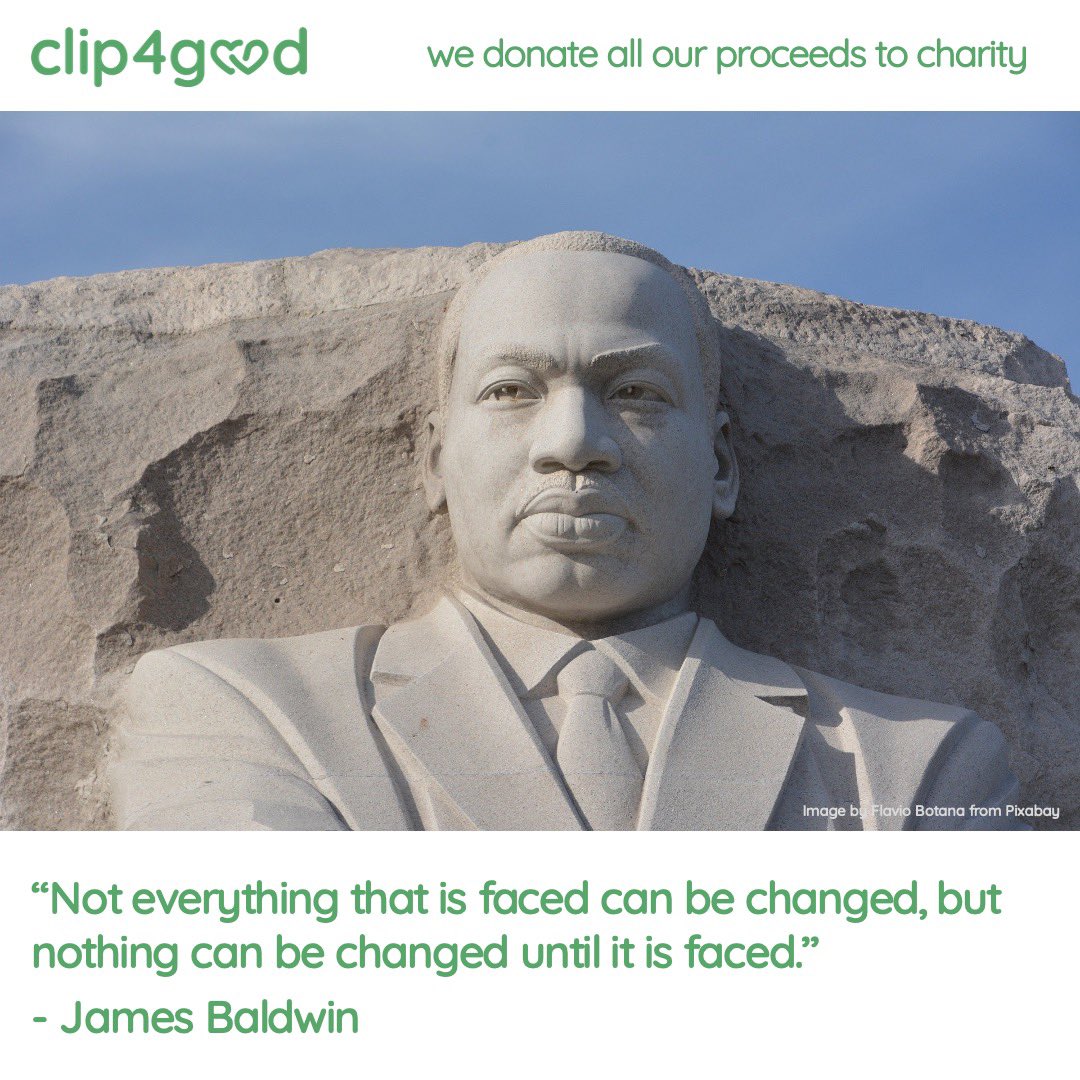 clip4good
we donate all our proceeds to charity
Image by Flavio Botana from Pixabay
“Not everything that is faced can be changed, but
nothing can be changed until it is faced.”
- James Baldwin